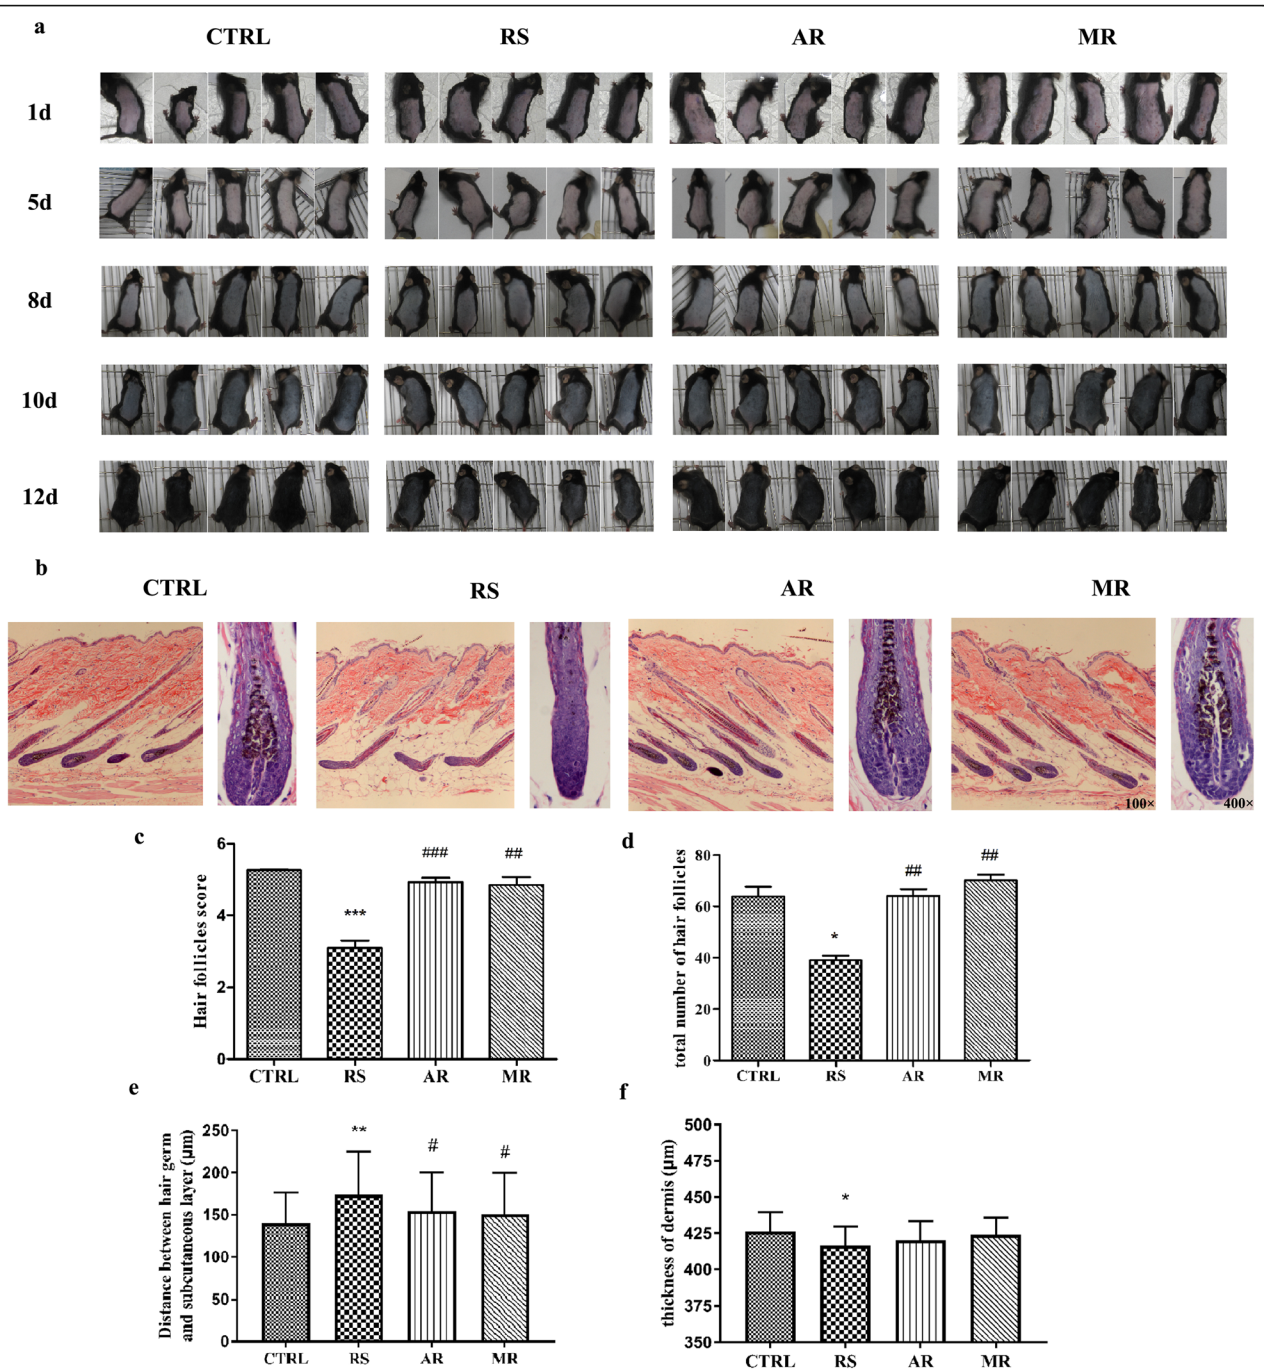 a
CTRL RS AR MR
1d
5d
8d
10d
12d
b
CTRL RS AR MR
100× 400×
c
Hair follicles score
6
4
2
0
***
###
##
CTRL RS AR MR
d
total number of hair follicles
80
60
40
20
0
*
##
##
CTRL RS AR MR
e
Distance between hair germ
and subcutaneous layer (μm)
250
200
150
100
50
0
**
#
#
CTRL RS AR MR
f
thickness of dermis (μm)
500
475
450
425
400
375
350
*
CTRL RS AR MR